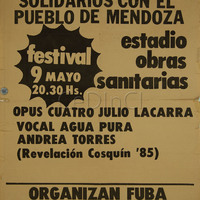 SOLIDARIOS CON EL
PUEBLO DE MENDOZA
festival
9 MAYO
20.30 Hs.
estadio
obras
sanitarias
OPUS CUATRO JULIO LACARRA
VOCAL AGUA PURA
ANDREA TORRES
(Revelación Cosquín '85)
ORGANIZAN FUBA